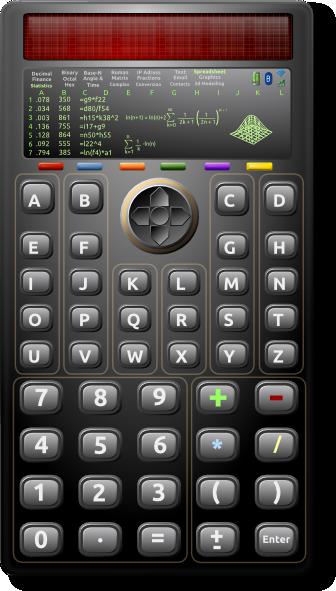 Decimal Binary Base-N Roman IP Adress Text Spreadsheet
Finance Octal Angle & Matrix Fractions Email Graphics
Statistics Hex Time Complex Conversions Contacts 3d Modelling
A B C D E F G H I J K L
1 .078 350 =g9*f22
2 .034 568 =d80/f54
3 .003 861 =h15*k38^2
4 .136 755 =i17+g9
5 .128 864 =n50*h55
6 .092 555 =l22^4
7 .794 385 =ln(f4)*a1
A B C D
E F G H
I J K L M N
O P Q R S T
U V W X Y Z
7 8 9 + -
4 5 6 * /
1 2 3 ( )
0 . = ± Enter